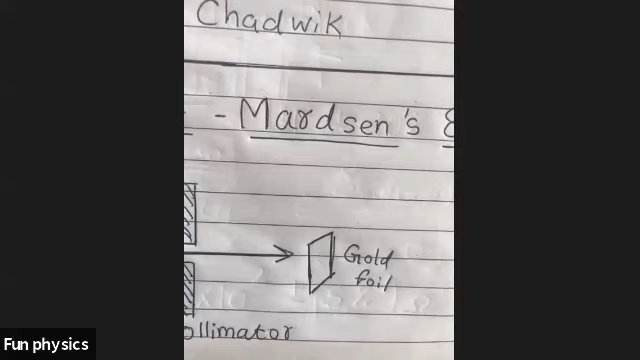 Chadwik
- Mardsen's
Gold
foil
ollimator
Fun physics